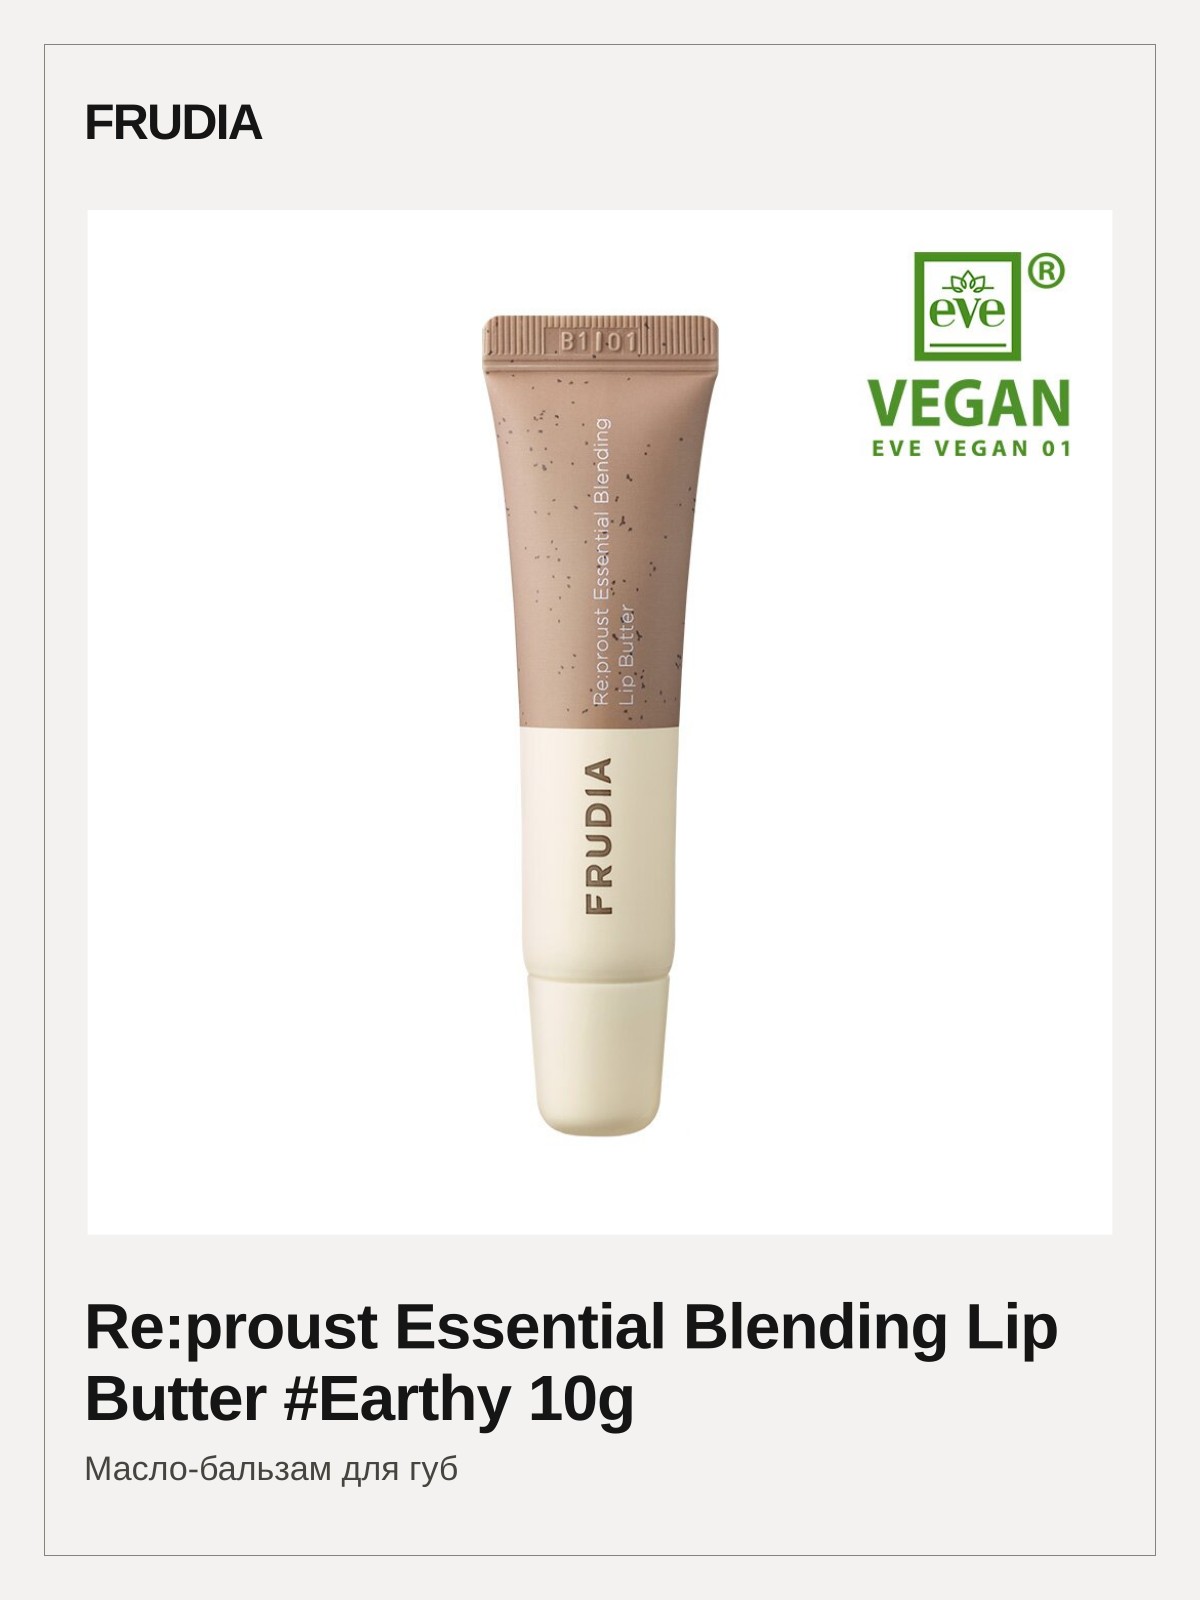 FRUDIA
eve ®
VEGAN
EVE VEGAN 01
B1I01
Re:proust Essential Blending
Lip Butter
FRUDIA
Re:proust Essential Blending Lip
Butter #Earthy 10g
Масло-бальзам для губ